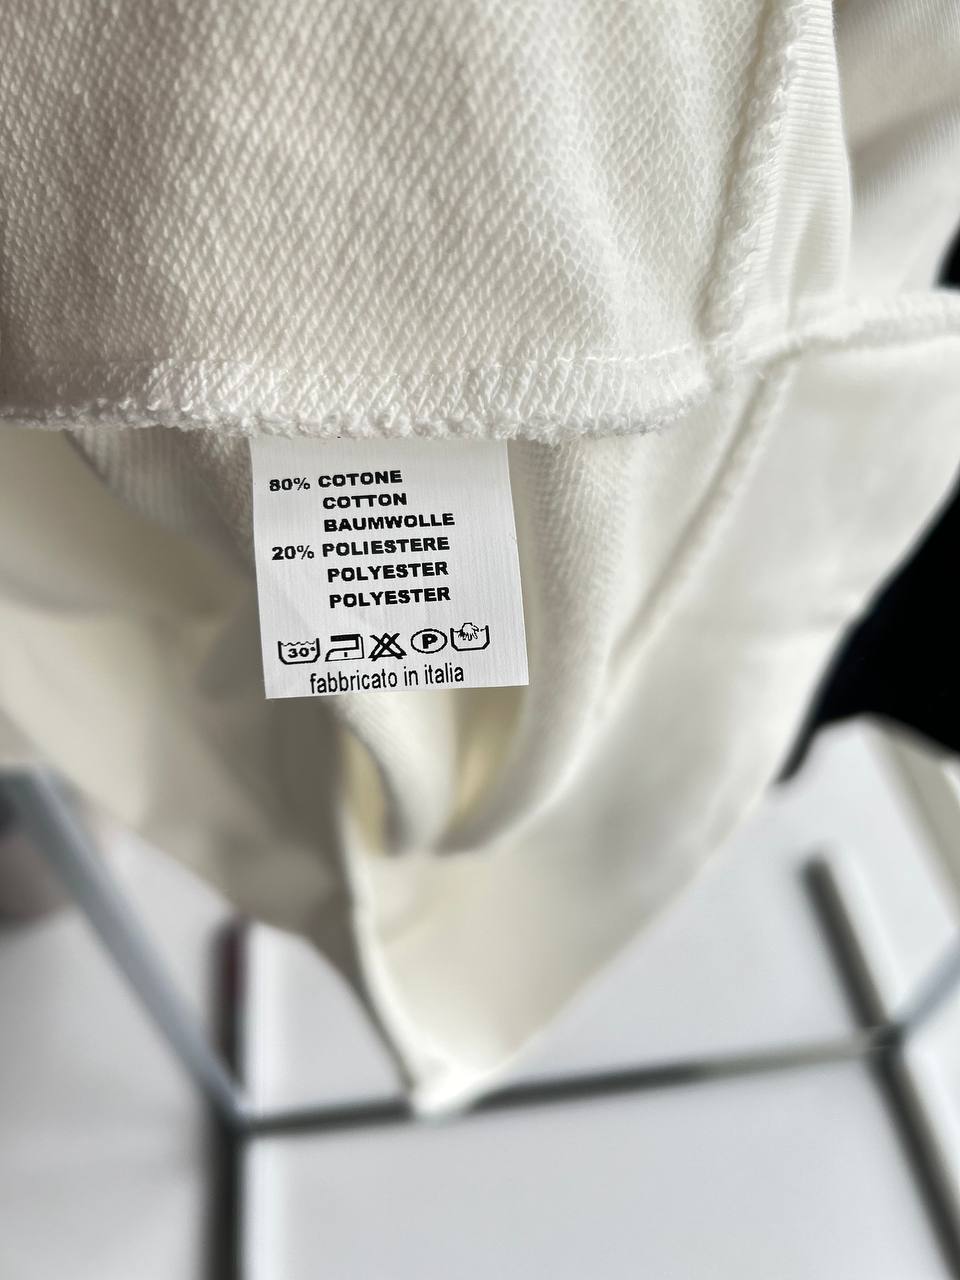 80% COTONE
COTTON
BAUMWOLLE
20% POLIESTERE
POLYESTER
POLYESTER
30° P
fabbricato in italia